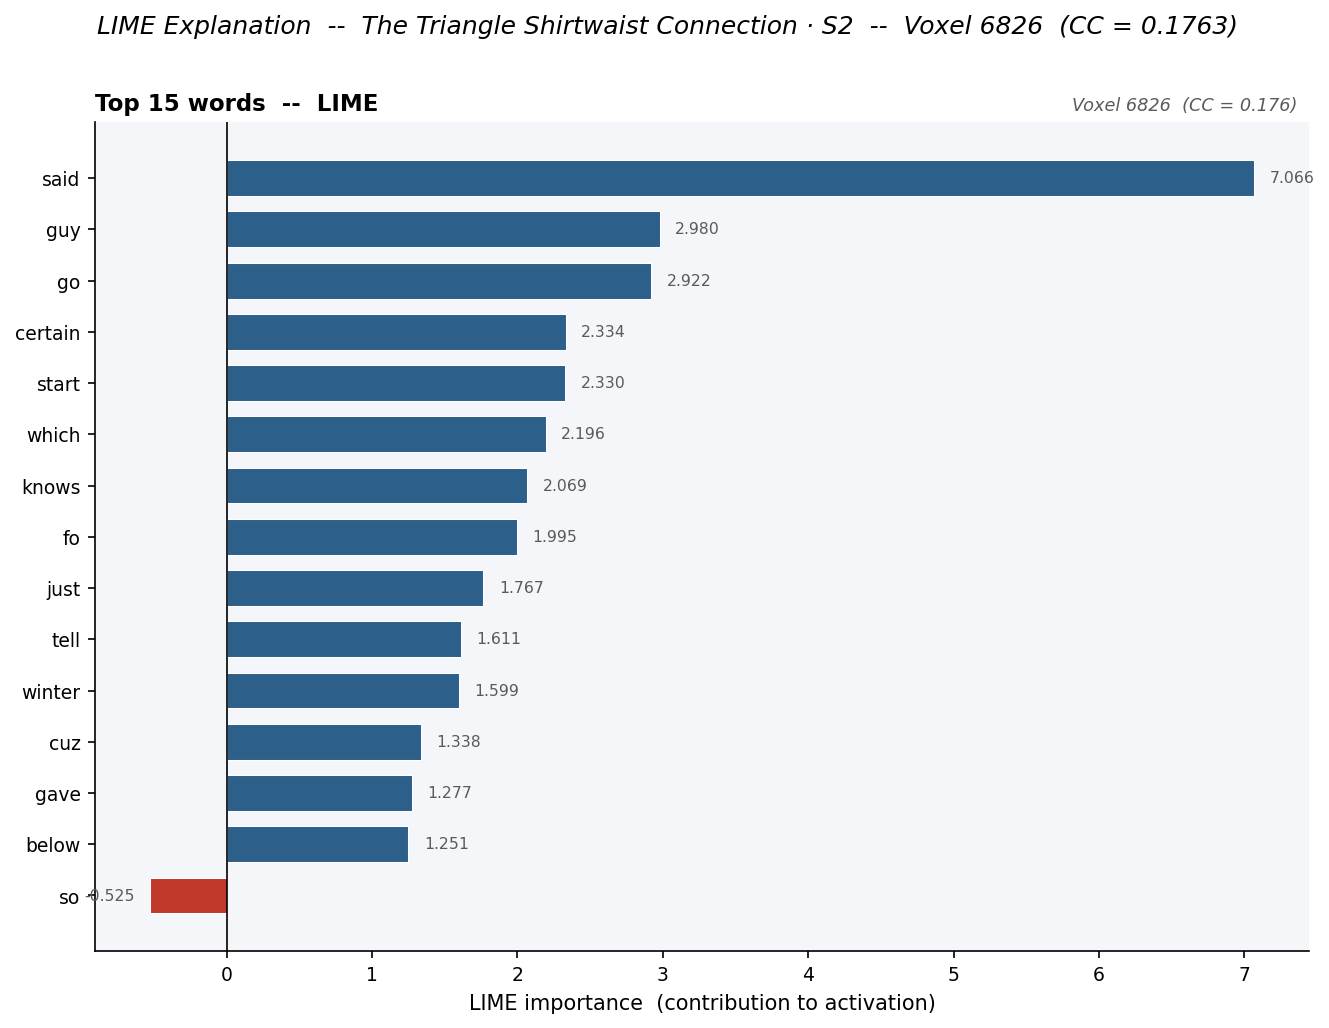 LIME Explanation  --  The Triangle Shirtwaist Connection · S2  --  Voxel 6826  (CC = 0.1763)
Top 15 words  --  LIME
Voxel 6826  (CC = 0.176)
said 7.066
guy 2.980
go 2.922
certain 2.334
start 2.330
which 2.196
knows 2.069
fo 1.995
just 1.767
tell 1.611
winter 1.599
cuz 1.338
gave 1.277
below 1.251
so -0.525
0 1 2 3 4 5 6 7
LIME importance  (contribution to activation)